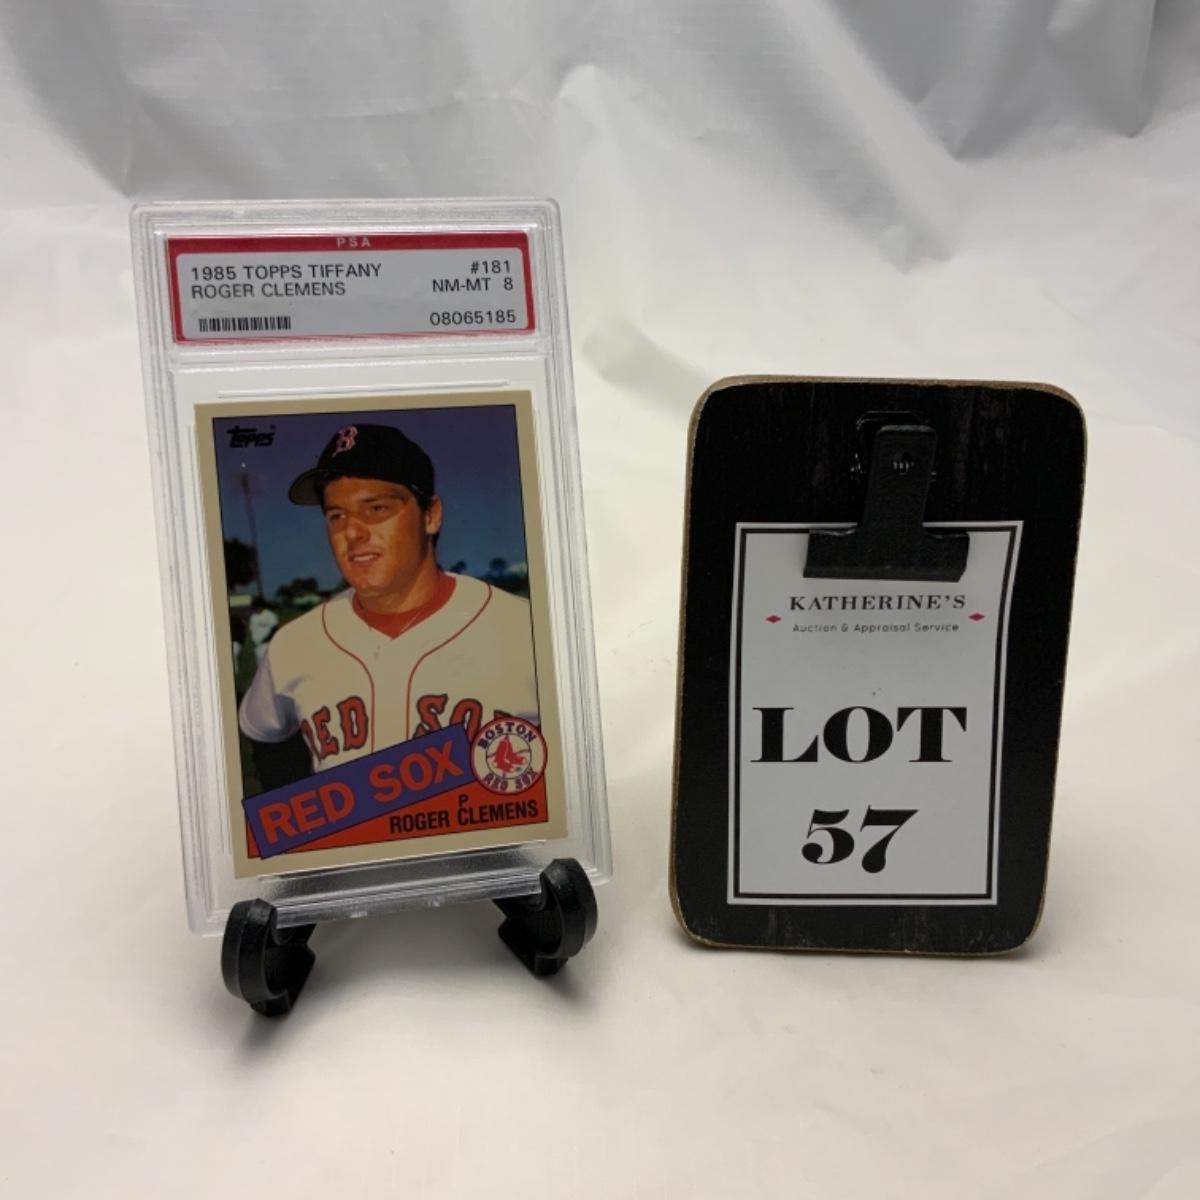 PSA
1985 TOPPS TIFFANY #181
ROGER CLEMENS NM-MT 8
08065185
Topps
B
RED SOX
RED SOX
BOSTON
RED SOX
P
ROGER CLEMENS
KATHERINE'S
Auction & Appraisal Service
LOT
57